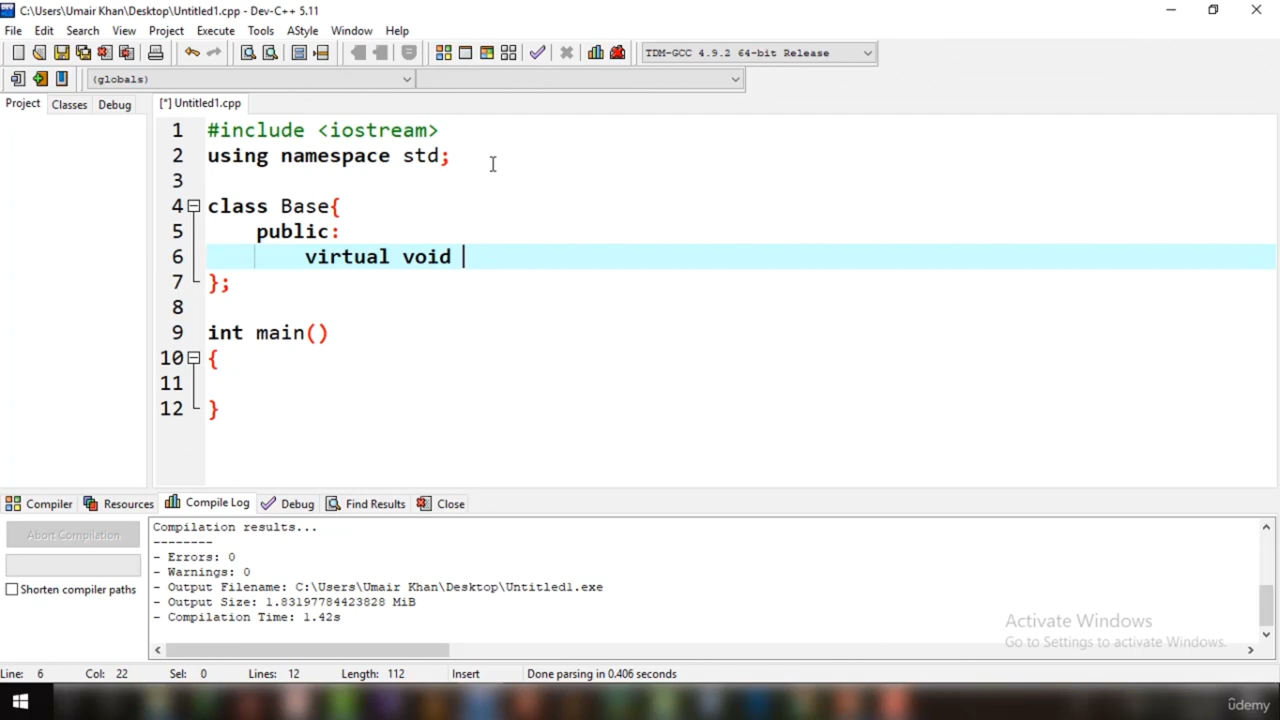 C:\Users\Umair Khan\Desktop\Untitled1.cpp - Dev-C++ 5.11
File Edit Search View Project Execute Tools AStyle Window Help
TDM-GCC 4.9.2 64-bit Release
(globals)
Project Classes Debug [*] Untitled1.cpp
1 #include <iostream>
2 using namespace std;
3
4 class Base{
5 public:
6 virtual void
7 };
8
9 int main()
10 {
11
12 }
Compiler Resources Compile Log Debug Find Results Close
Abort Compilation
Shorten compiler paths
Compilation results...
--------
- Errors: 0
- Warnings: 0
- Output Filename: C:\Users\Umair Khan\Desktop\Untitled1.exe
- Output Size: 1.83197784423828 MiB
- Compilation Time: 1.42s
Activate Windows
Go to Settings to activate Windows.
Line: 6 Col: 22 Sel: 0 Lines: 12 Length: 112 Insert Done parsing in 0.406 seconds
ûdemy